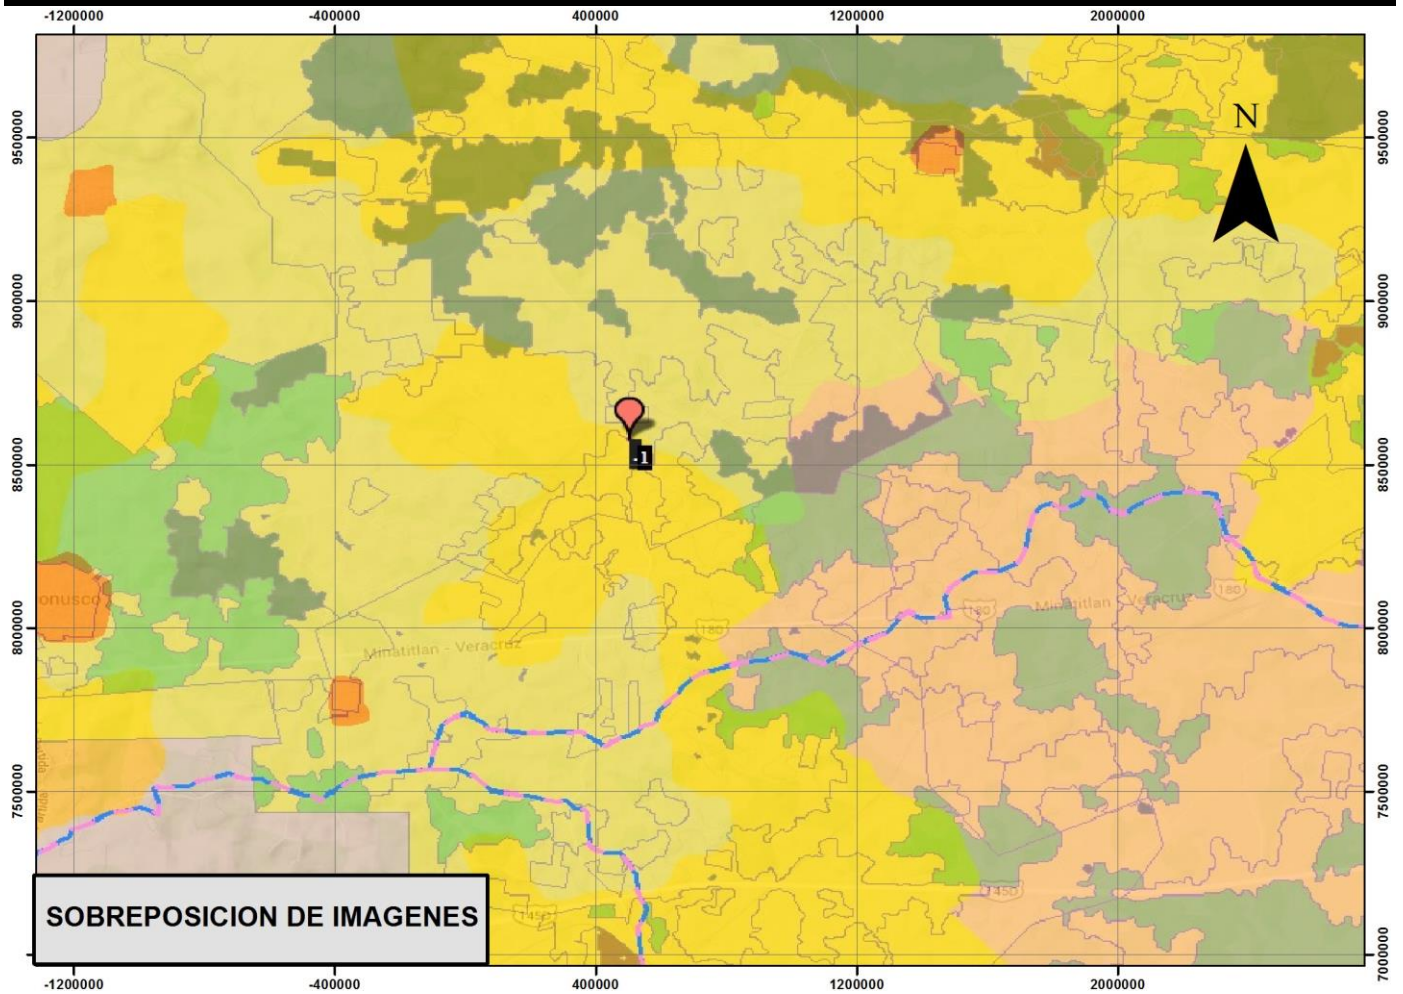 -1200000 -400000 400000 1200000 2000000
N
9500000 9500000
9000000 9000000
8500000 8500000
-1
onusco
180
Minatitlan - Veracruz
180
8000000 8000000
180
Minatitlan - Veracruz
7500000 7500000
145D
145D
SOBREPOSICION DE IMAGENES
7000000
-1200000 -400000 400000 1200000 2000000